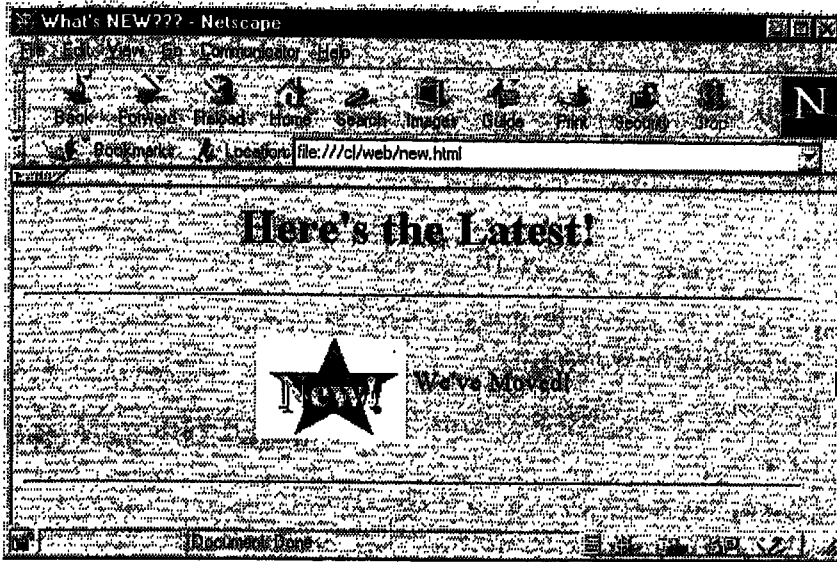 What's NEW??? - Netscape
File Edit View Go Communicator Help
Back Forward Reload Home Search Images Guide Print Security Stop
N
Bookmarks Location: file:///c|/web/new.html
Here's the Latest!
New! We've Moved!
Document: Done